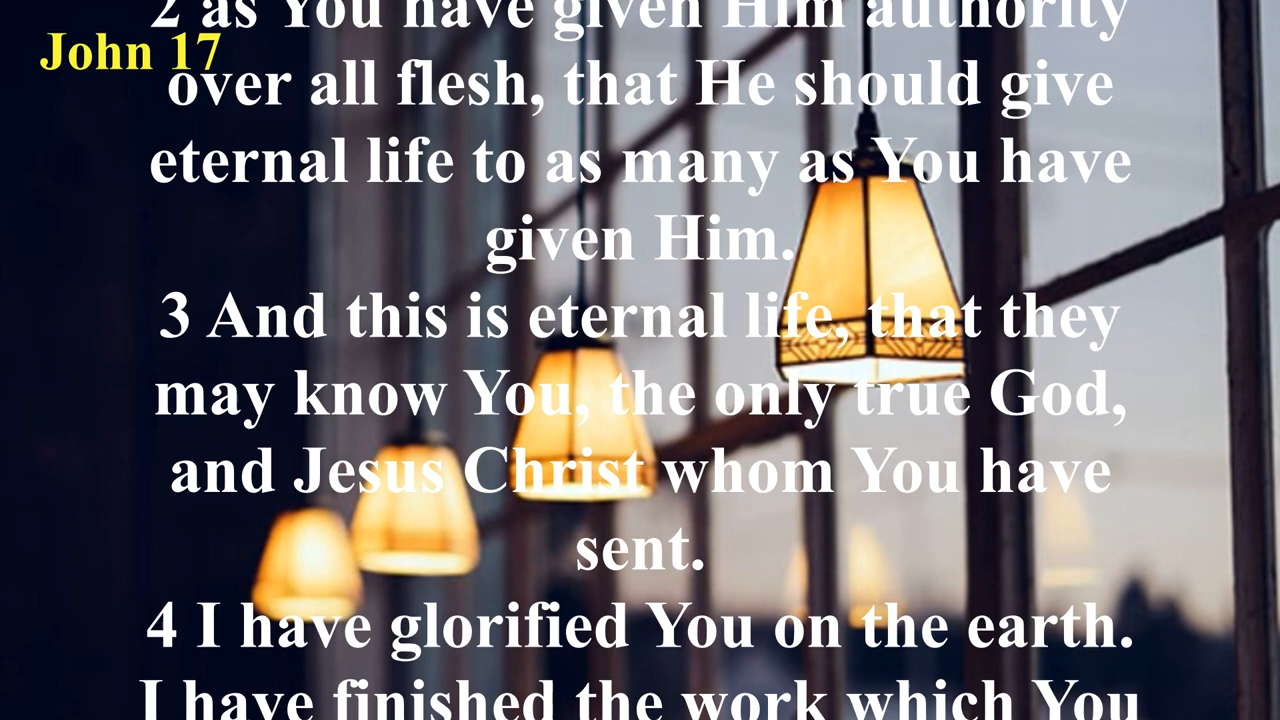 2 as You have given Him authority
John 17
over all flesh, that He should give
eternal life to as many as You have
given Him.
3 And this is eternal life, that they
may know You, the only true God,
and Jesus Christ whom You have
sent.
4 I have glorified You on the earth.
I have finished the work which You